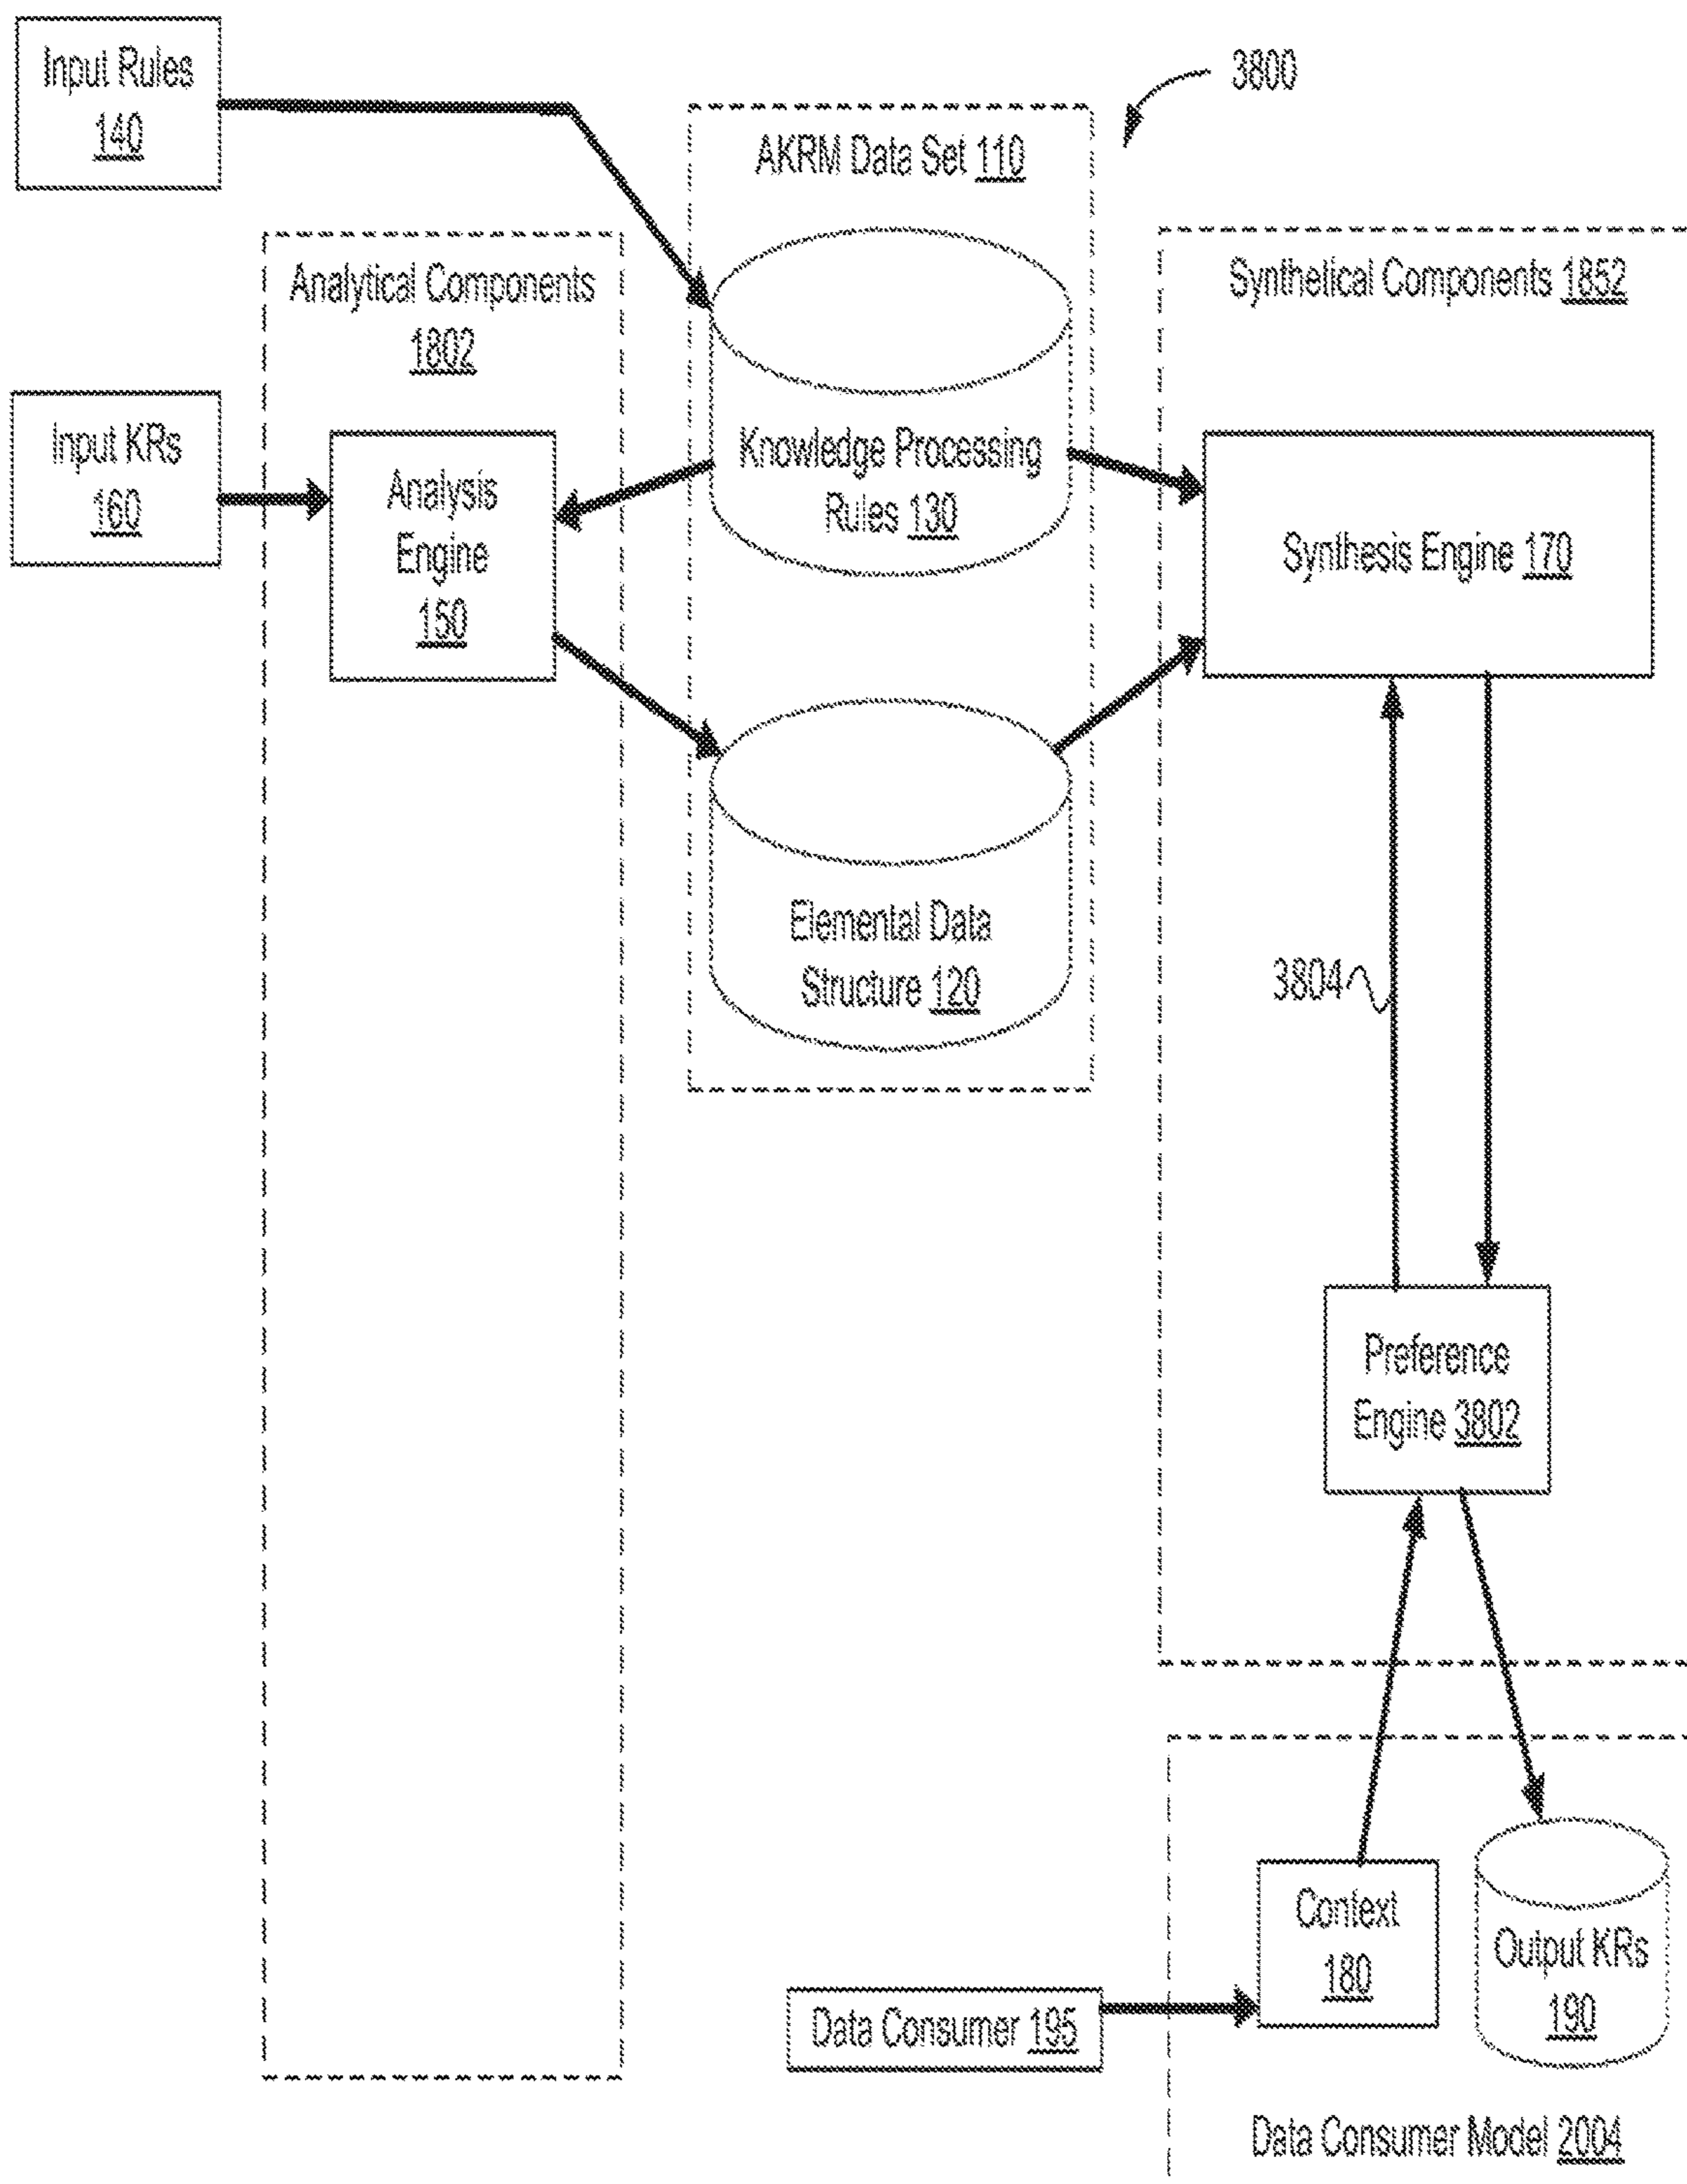 Input Rules
140
3800
AKRM Data Set 110
Analytical Components
1802
Synthetical Components 1852
Input KRs
160
Analysis
Engine
150
Knowledge Processing
Rules 130
Synthesis Engine 170
Elemental Data
Structure 120
3804
Preference
Engine 3802
Context
180
Output KRs
190
Data Consumer 195
Data Consumer Model 2004